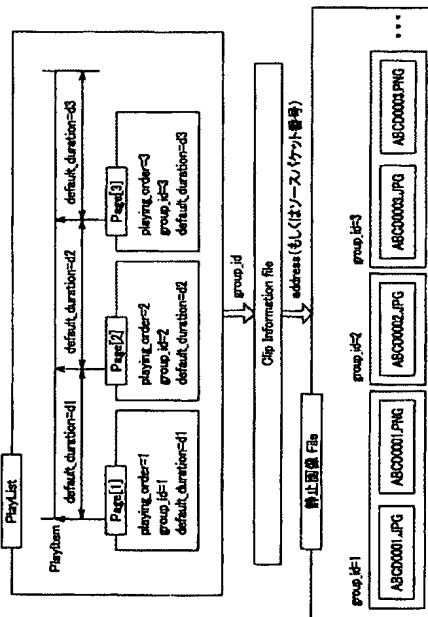 PlayList
PlayItem
default_duration=d1
default_duration=d2
default_duration=d3
Page[1]
playing_order=1
group_id=1
default_duration=d1
Page[2]
playing_order=2
group_id=2
default_duration=d2
Page[3]
playing_order=3
group_id=3
default_duration=d3
group_id
Clip Information file
address(もしくはソースパケット番号)
静止画像 File
group_id=1
ABCD0001.JPG
ABCD0001.PNG
group_id=2
ABCD0002.JPG
group_id=3
ABCD0003.JPG
ABCD0003.PNG
...